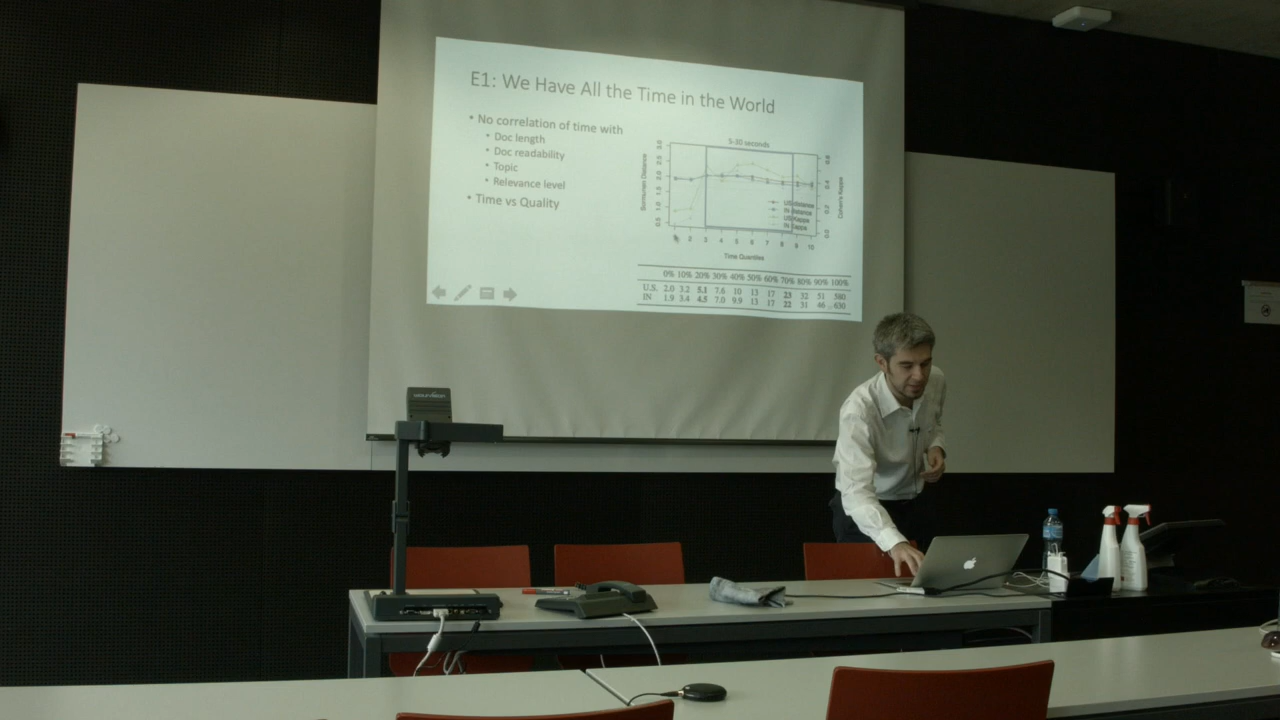 E1: We Have All the Time in the World
• No correlation of time with
• Doc length
• Doc readability
• Topic
• Relevance level
• Time vs Quality
5-30 seconds
Time Quantiles
0% 10% 20% 30% 40% 50% 60% 70% 80% 90% 100%
U.S. 2.0 3.2 5.1 7.6 10 13 17 25 32 51 580
IN 1.9 3.4 4.5 7.0 9.9 13 17 22 31 46 630